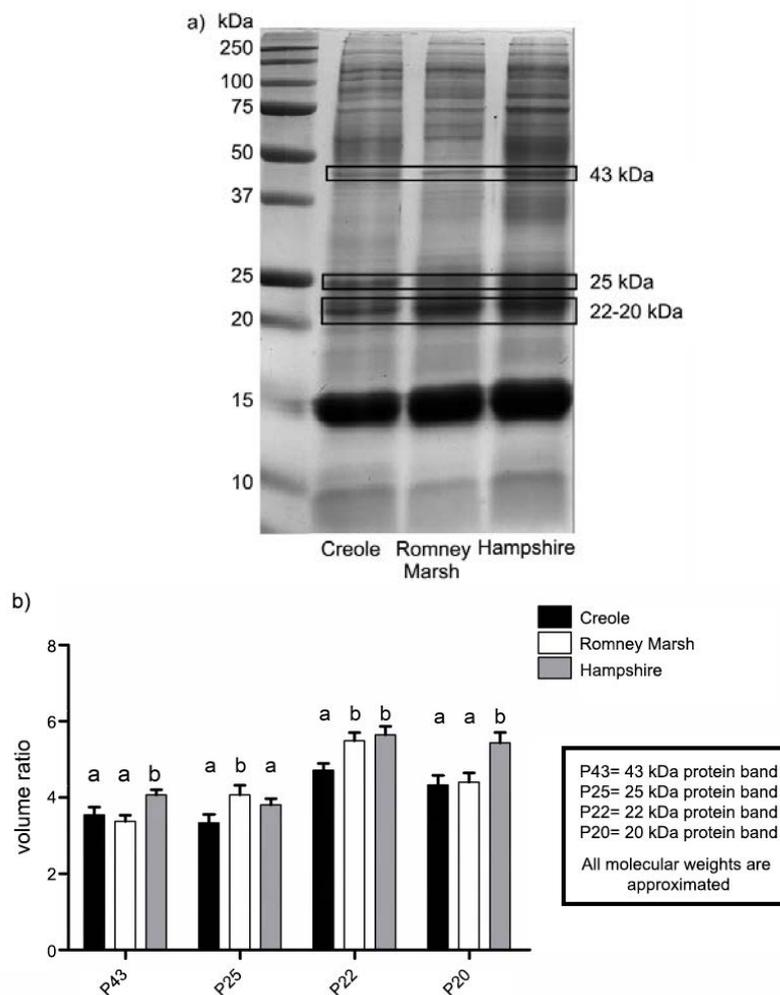 a) kDa
250
100
75
50
37
25
20
15
10
43 kDa
25 kDa
22-20 kDa
Creole Romney Hampshire
Marsh
b)
Creole
Romney Marsh
Hampshire
8
6
4
2
0
volume ratio
a a b
a b a
a b b
a a b
P43 P25 P22 P20
P43= 43 kDa protein band
P25= 25 kDa protein band
P22= 22 kDa protein band
P20= 20 kDa protein band
All molecular weights are
approximated